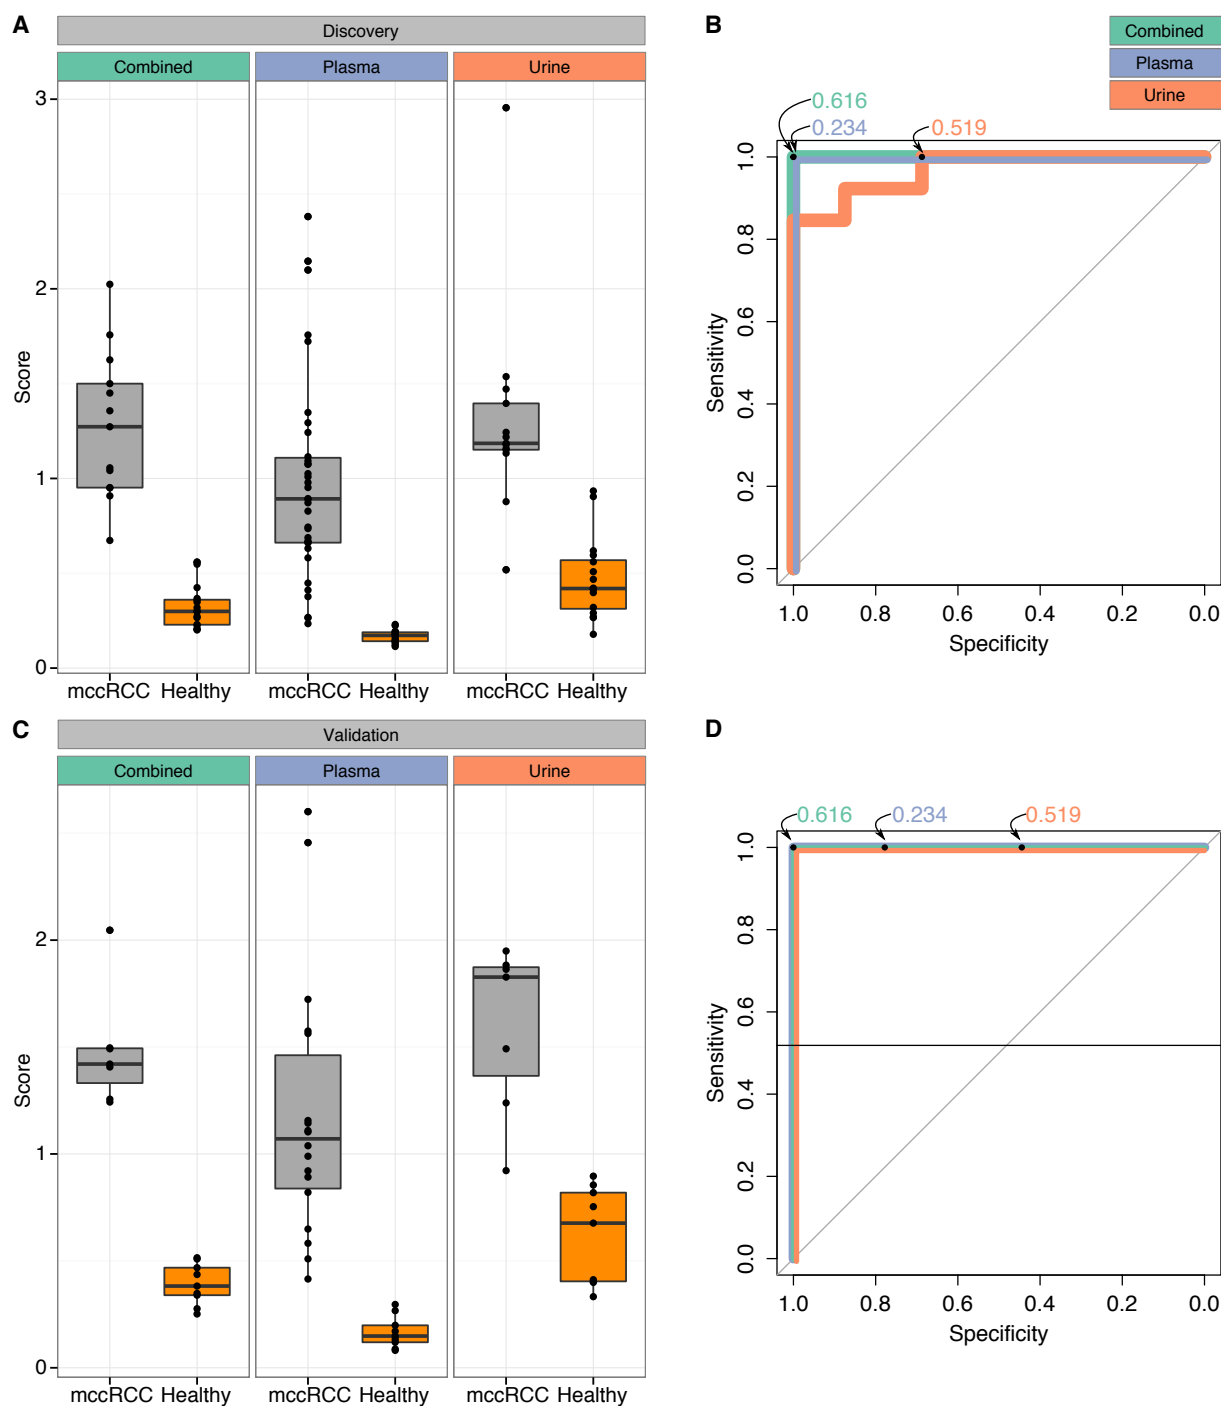 A
Discovery
Combined Plasma Urine
3
2
1
0
Score
mccRCC Healthy mccRCC Healthy mccRCC Healthy
B
Combined
Plasma
Urine
0.616
0.234 0.519
1.0
0.8
0.6
0.4
0.2
0.0
Sensitivity
1.0 0.8 0.6 0.4 0.2 0.0
Specificity
C
Validation
Combined Plasma Urine
2
1
0
Score
mccRCC Healthy mccRCC Healthy mccRCC Healthy
D
0.616 0.234 0.519
1.0
0.8
0.6
0.4
0.2
0.0
Sensitivity
1.0 0.8 0.6 0.4 0.2 0.0
Specificity